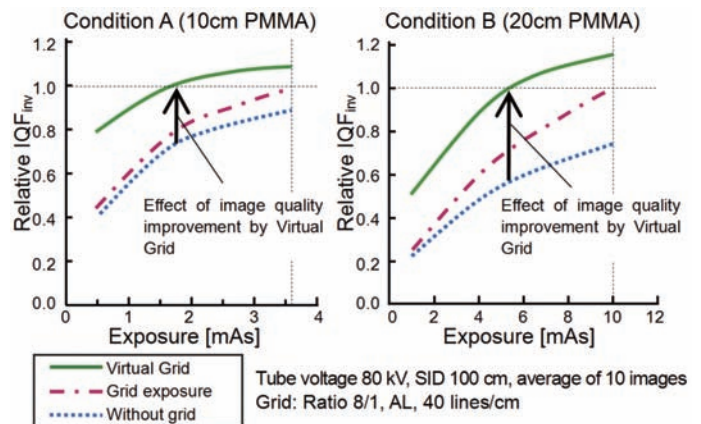 Condition A (10cm PMMA)
Relative IQFinv
1.2
1.0
0.8
0.6
0.4
0.2
0.0
0
1
2
3
4
Exposure [mAs]
Effect of image quality
improvement by Virtual
Grid
Condition B (20cm PMMA)
Relative IQFinv
1.2
1.0
0.8
0.6
0.4
0.2
0.0
0
2
4
6
8
10
12
Exposure [mAs]
Effect of image quality
improvement by Virtual
Grid
Virtual Grid
Grid exposure
Without grid
Tube voltage 80 kV, SID 100 cm, average of 10 images
Grid: Ratio 8/1, AL, 40 lines/cm